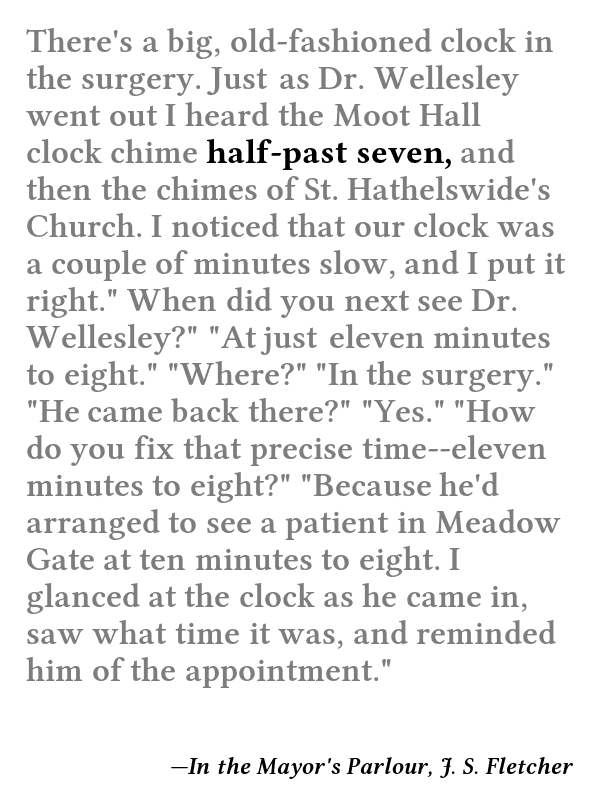 There's a big, old-fashioned clock in
the surgery. Just as Dr. Wellesley
went out I heard the Moot Hall
clock chime half-past seven, and
then the chimes of St. Hathelswide's
Church. I noticed that our clock was
a couple of minutes slow, and I put it
right." When did you next see Dr.
Wellesley?" "At just eleven minutes
to eight." "Where?" "In the surgery."
"He came back there?" "Yes." "How
do you fix that precise time--eleven
minutes to eight?" "Because he'd
arranged to see a patient in Meadow
Gate at ten minutes to eight. I
glanced at the clock as he came in,
saw what time it was, and reminded
him of the appointment."
—In the Mayor's Parlour, J. S. Fletcher